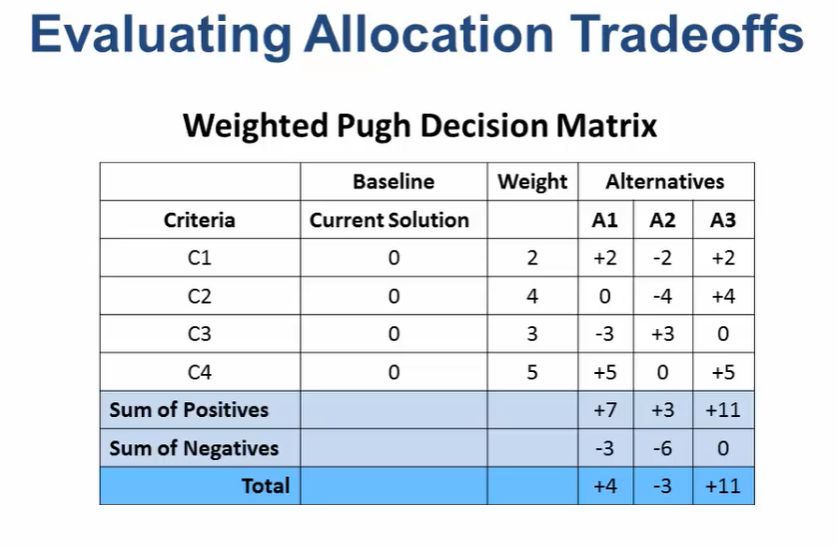 Evaluating Allocation Tradeoffs
Weighted Pugh Decision Matrix
Baseline Weight Alternatives
Criteria Current Solution A1 A2 A3
C1 0 2 +2 -2 +2
C2 0 4 0 -4 +4
C3 0 3 -3 +3 0
C4 0 5 +5 0 +5
Sum of Positives +7 +3 +11
Sum of Negatives -3 -6 0
Total +4 -3 +11